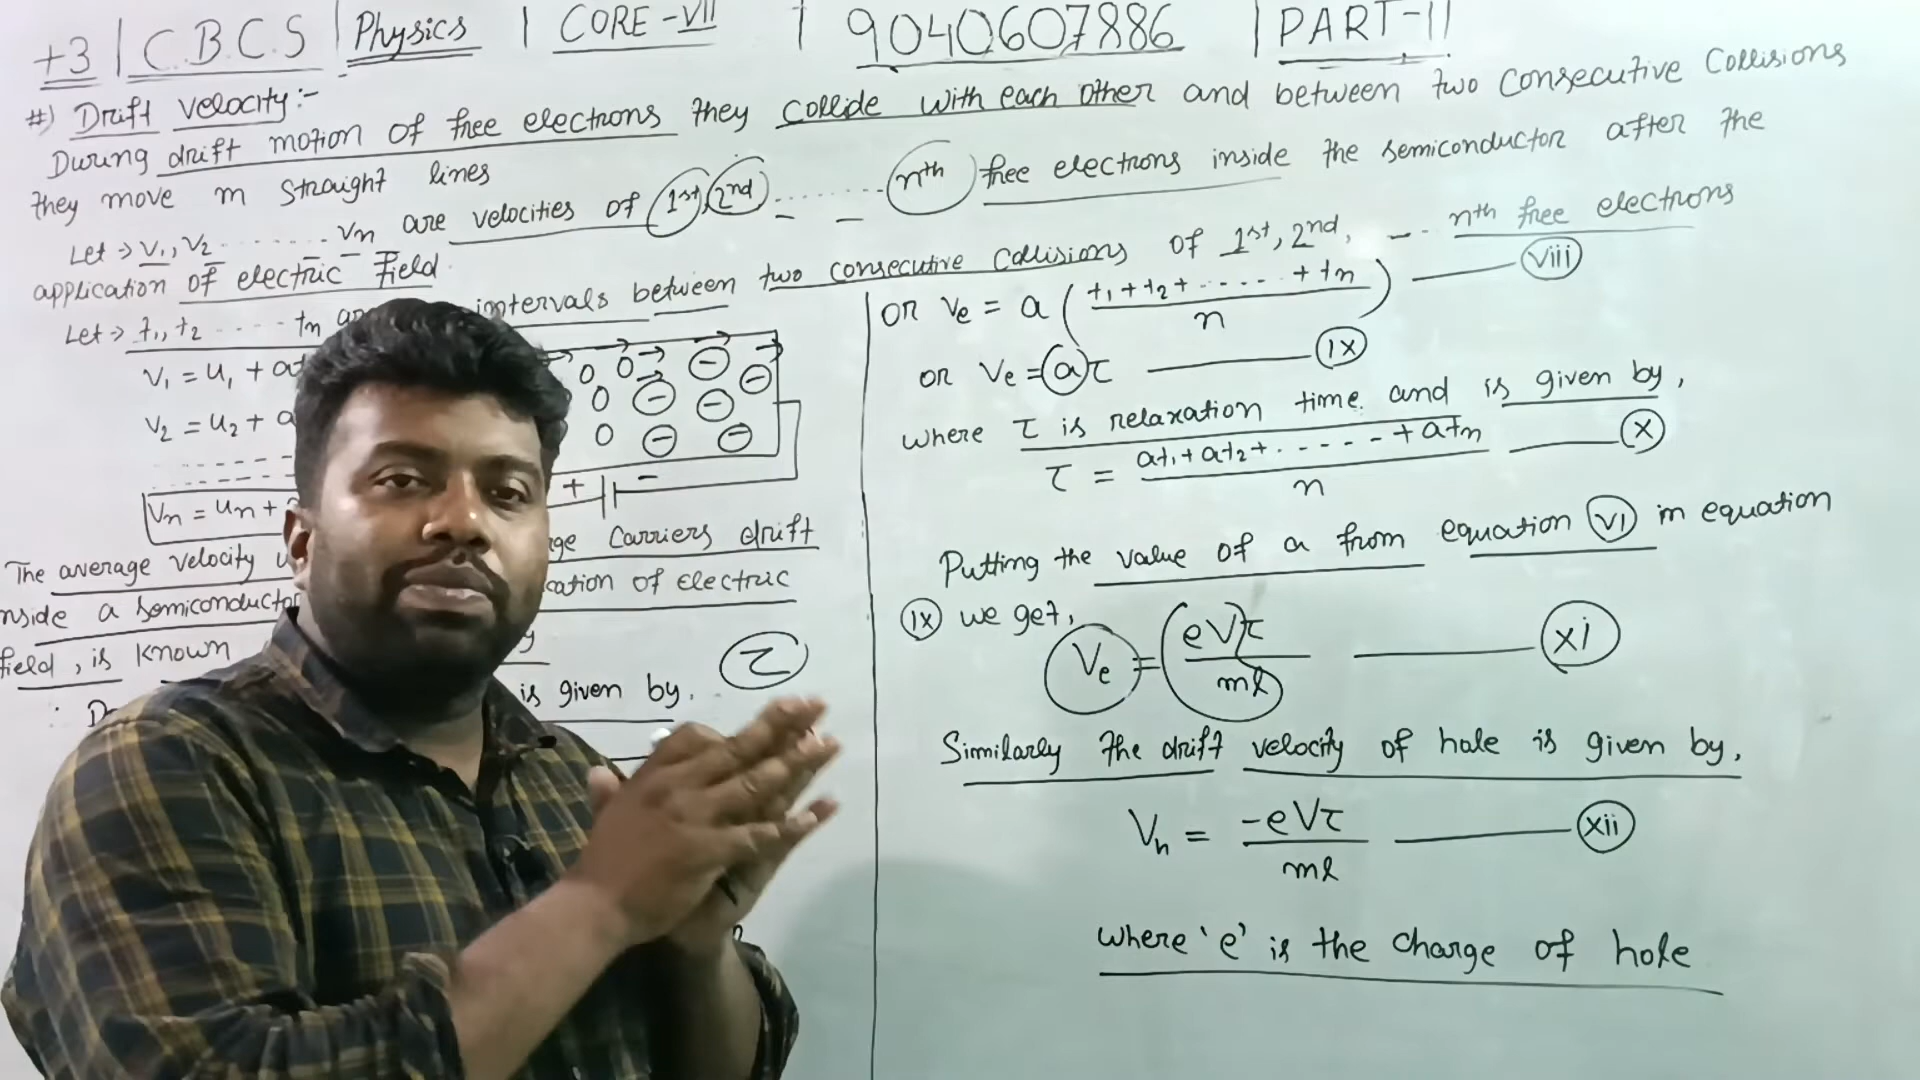 +3 | C.B.C.S | Physics | CORE-VII | 9040607886 | PART-II
#) Drift velocity:-
During drift motion of free electrons they collide with each other and between two consecutive collisions
they move in straight lines
Let → v1, v2 ....... vn are velocities of 1st, 2nd ....... nth free electrons inside the semiconductor after the
application of electric field.
Let → t1, t2 ..... tn intervals between two consecutive collisions of 1st, 2nd, -- nth free electrons
V1 = u1 + at
V2 = u2 + a
-------
Vn = un +
+ -
The average velocity carriers drift
inside a semiconductor of electric
field, is known
is given by.
τ
or Ve = a (t1+t2+ ..... + tn / n) —— viii
or Ve = aτ —— ix
where τ is relaxation time and is given by,
τ = at1 + at2 + ..... + atn / n —— x
Putting the value of a from equation vi in equation
ix we get,
Ve = eVτ / ml —— xi
Similarly the drift velocity of hole is given by,
Vh = -eVτ / ml —— xii
where 'e' is the charge of hole